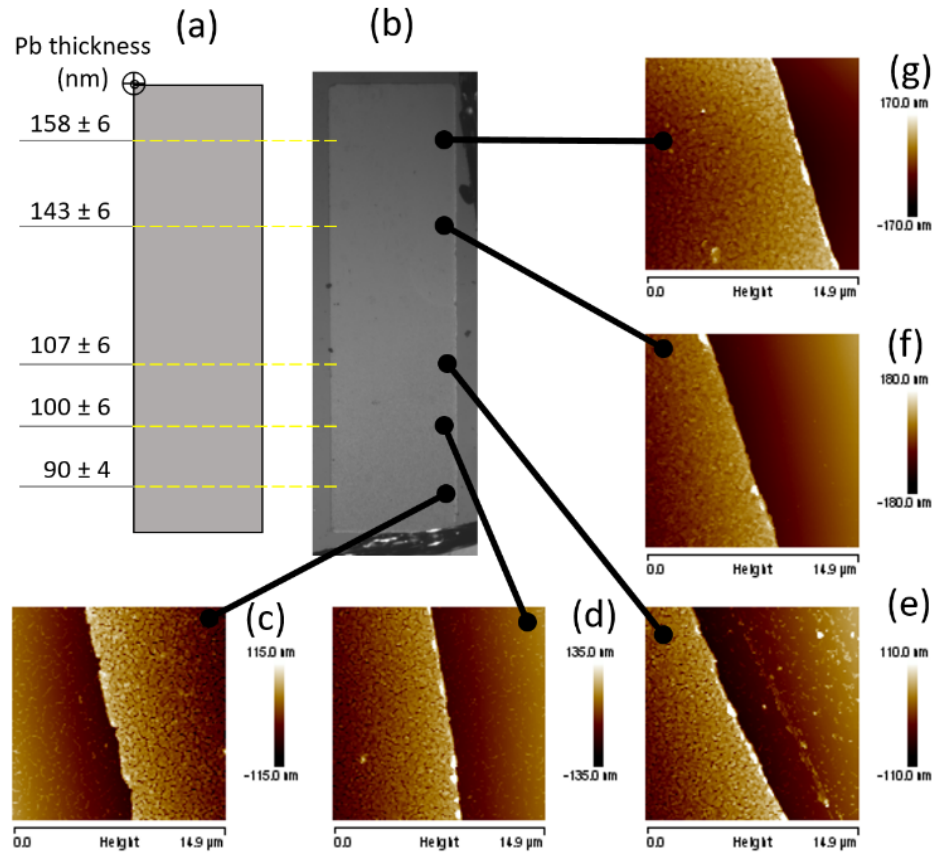 (a)
(b)
Pb thickness
(nm)
158 ± 6
143 ± 6
107 ± 6
100 ± 6
90 ± 4
(g)
170.0 nm
-170.0 nm
0.0 Height 14.9 µm
(f)
180.0 nm
-180.0 nm
0.0 Height 14.9 µm
(e)
110.0 nm
-110.0 nm
0.0 Height 14.9 µm
(c)
115.0 nm
-115.0 nm
0.0 Height 14.9 µm
(d)
135.0 nm
-135.0 nm
0.0 Height 14.9 µm